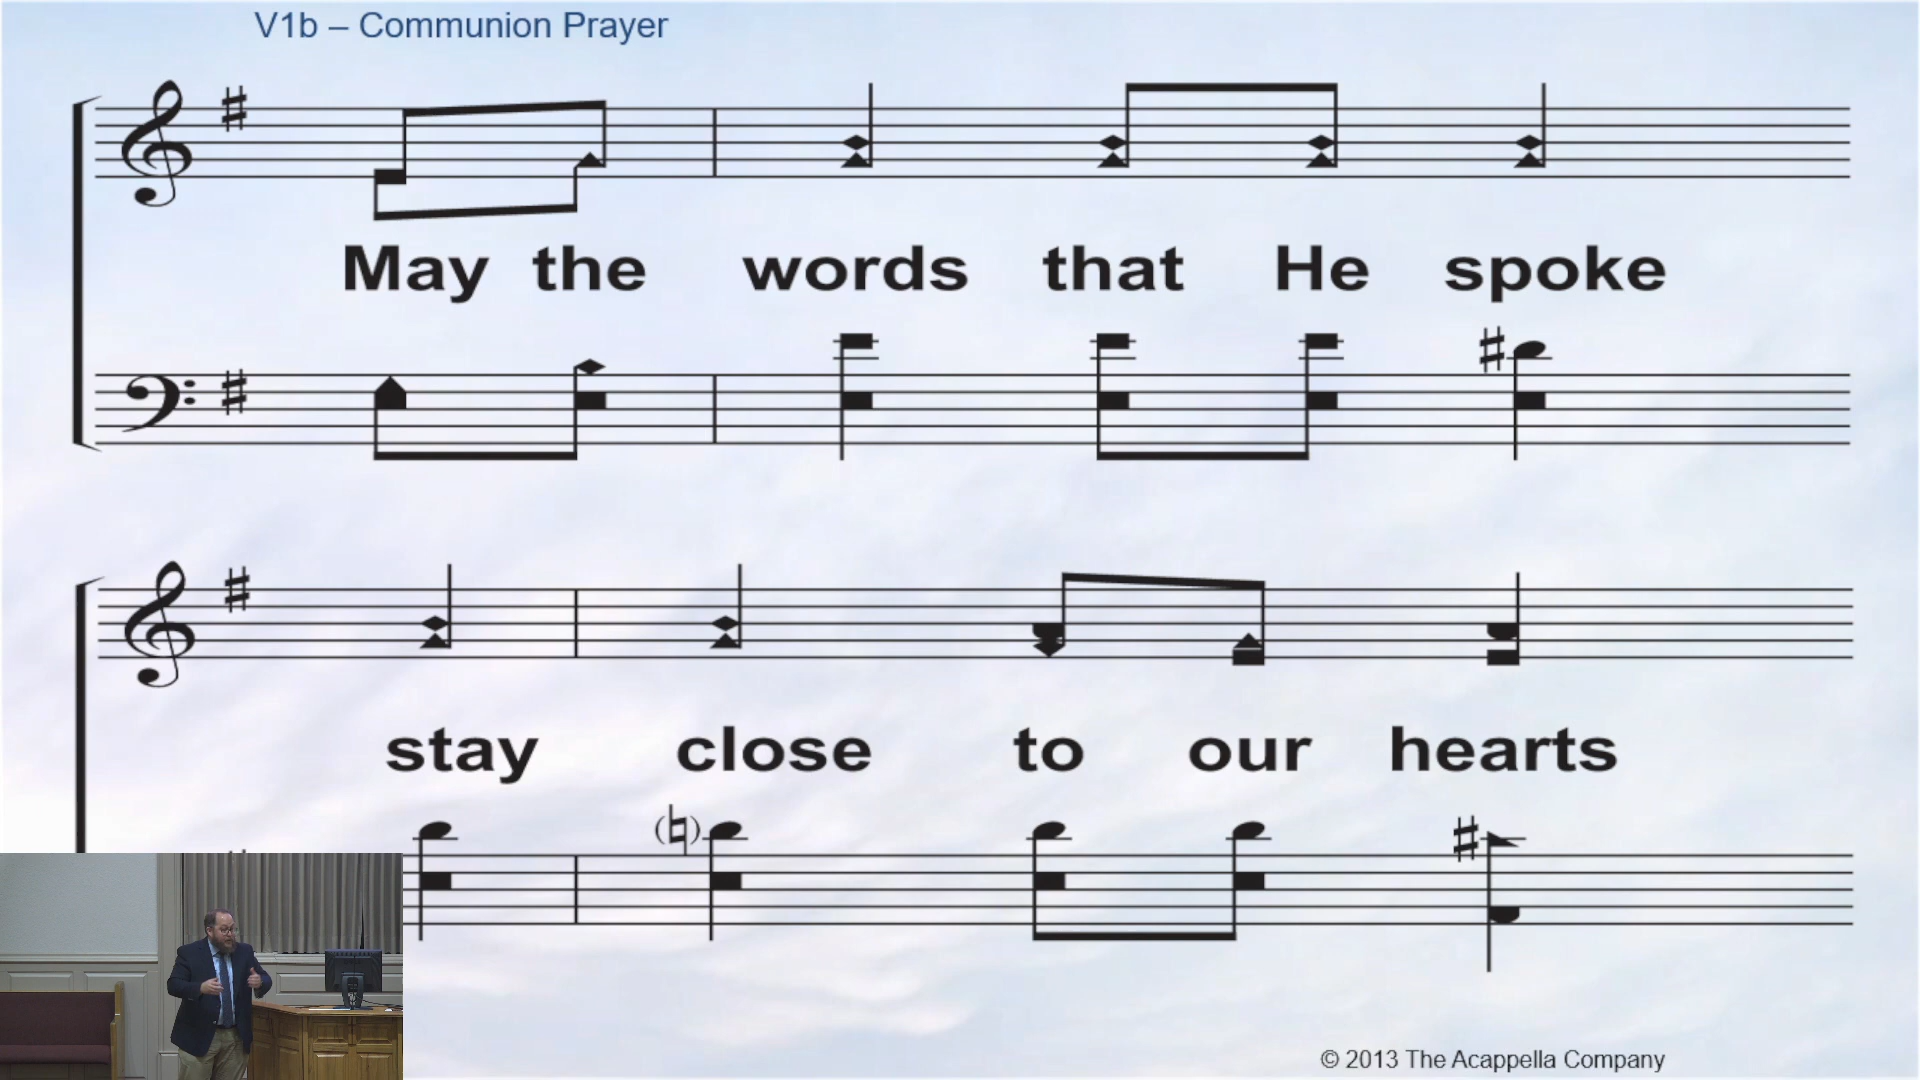 V1b – Communion Prayer
May the words that He spoke
stay close to our hearts
© 2013 The Acappella Company